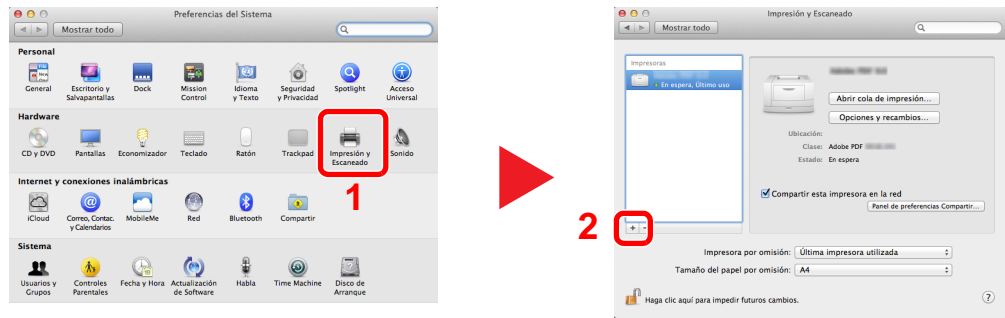 Preferencias del Sistema
Mostrar todo
Personal
General
Escritorio y
Salvapantallas
Dock
Mission
Control
Idioma
y Texto
Seguridad
y Privacidad
Spotlight
Acceso
Universal
Hardware
CD y DVD
Pantallas
Economizador
Teclado
Ratón
Trackpad
Impresión y
Escaneado
Sonido
1
Internet y conexiones inalámbricas
iCloud
Correo, Contac.
y Calendarios
MobileMe
Red
Bluetooth
Compartir
Sistema
Usuarios y
Grupos
Controles
Parentales
Fecha y Hora
Actualización
de Software
Habla
Time Machine
Disco de
Arranque
Impresión y Escaneado
Mostrar todo
Impresoras
En espera, Último uso
Abrir cola de impresión...
Opciones y recambios...
Ubicación:
Clase: Adobe PDF
Estado: En espera
Compartir esta impresora en la red
Panel de preferencias Compartir...
2
+ -
Impresora por omisión: Última impresora utilizada
Tamaño del papel por omisión: A4
Haga clic aquí para impedir futuros cambios.
?